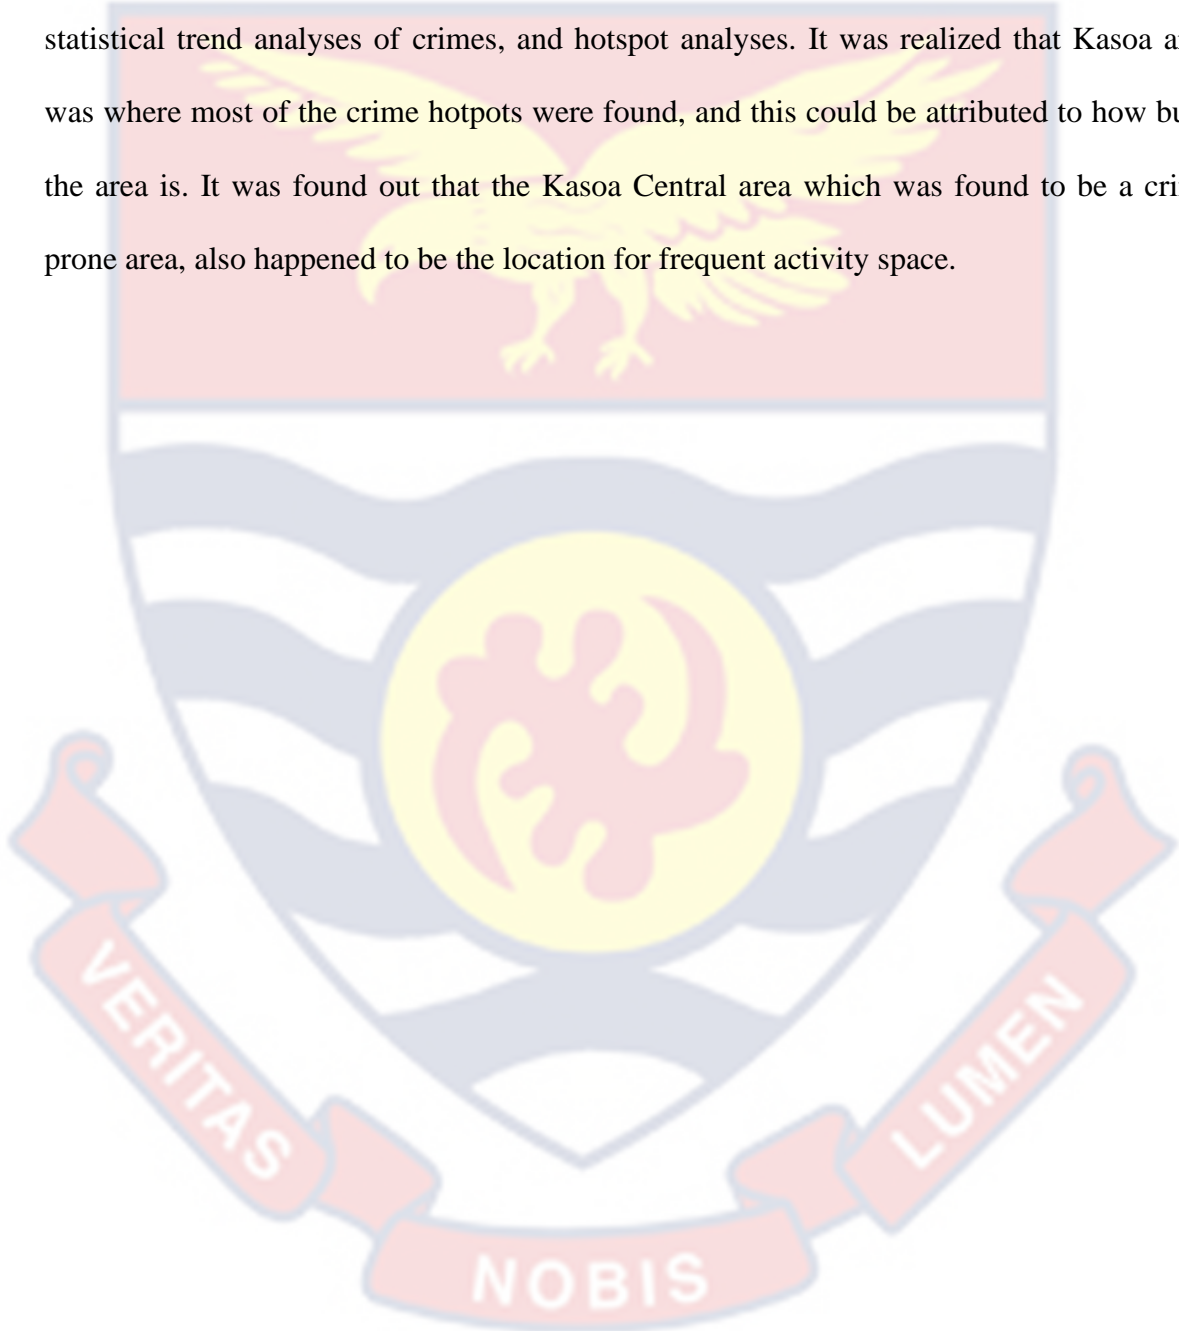 statistical trend analyses of crimes, and hotspot analyses. It was realized that Kasoa
was where most of the crime hotpots were found, and this could be attributed to how
the area is. It was found out that the Kasoa Central area which was found to be a
prone area, also happened to be the location for frequent activity space.
VERITAS
NOBIS
LUMEN